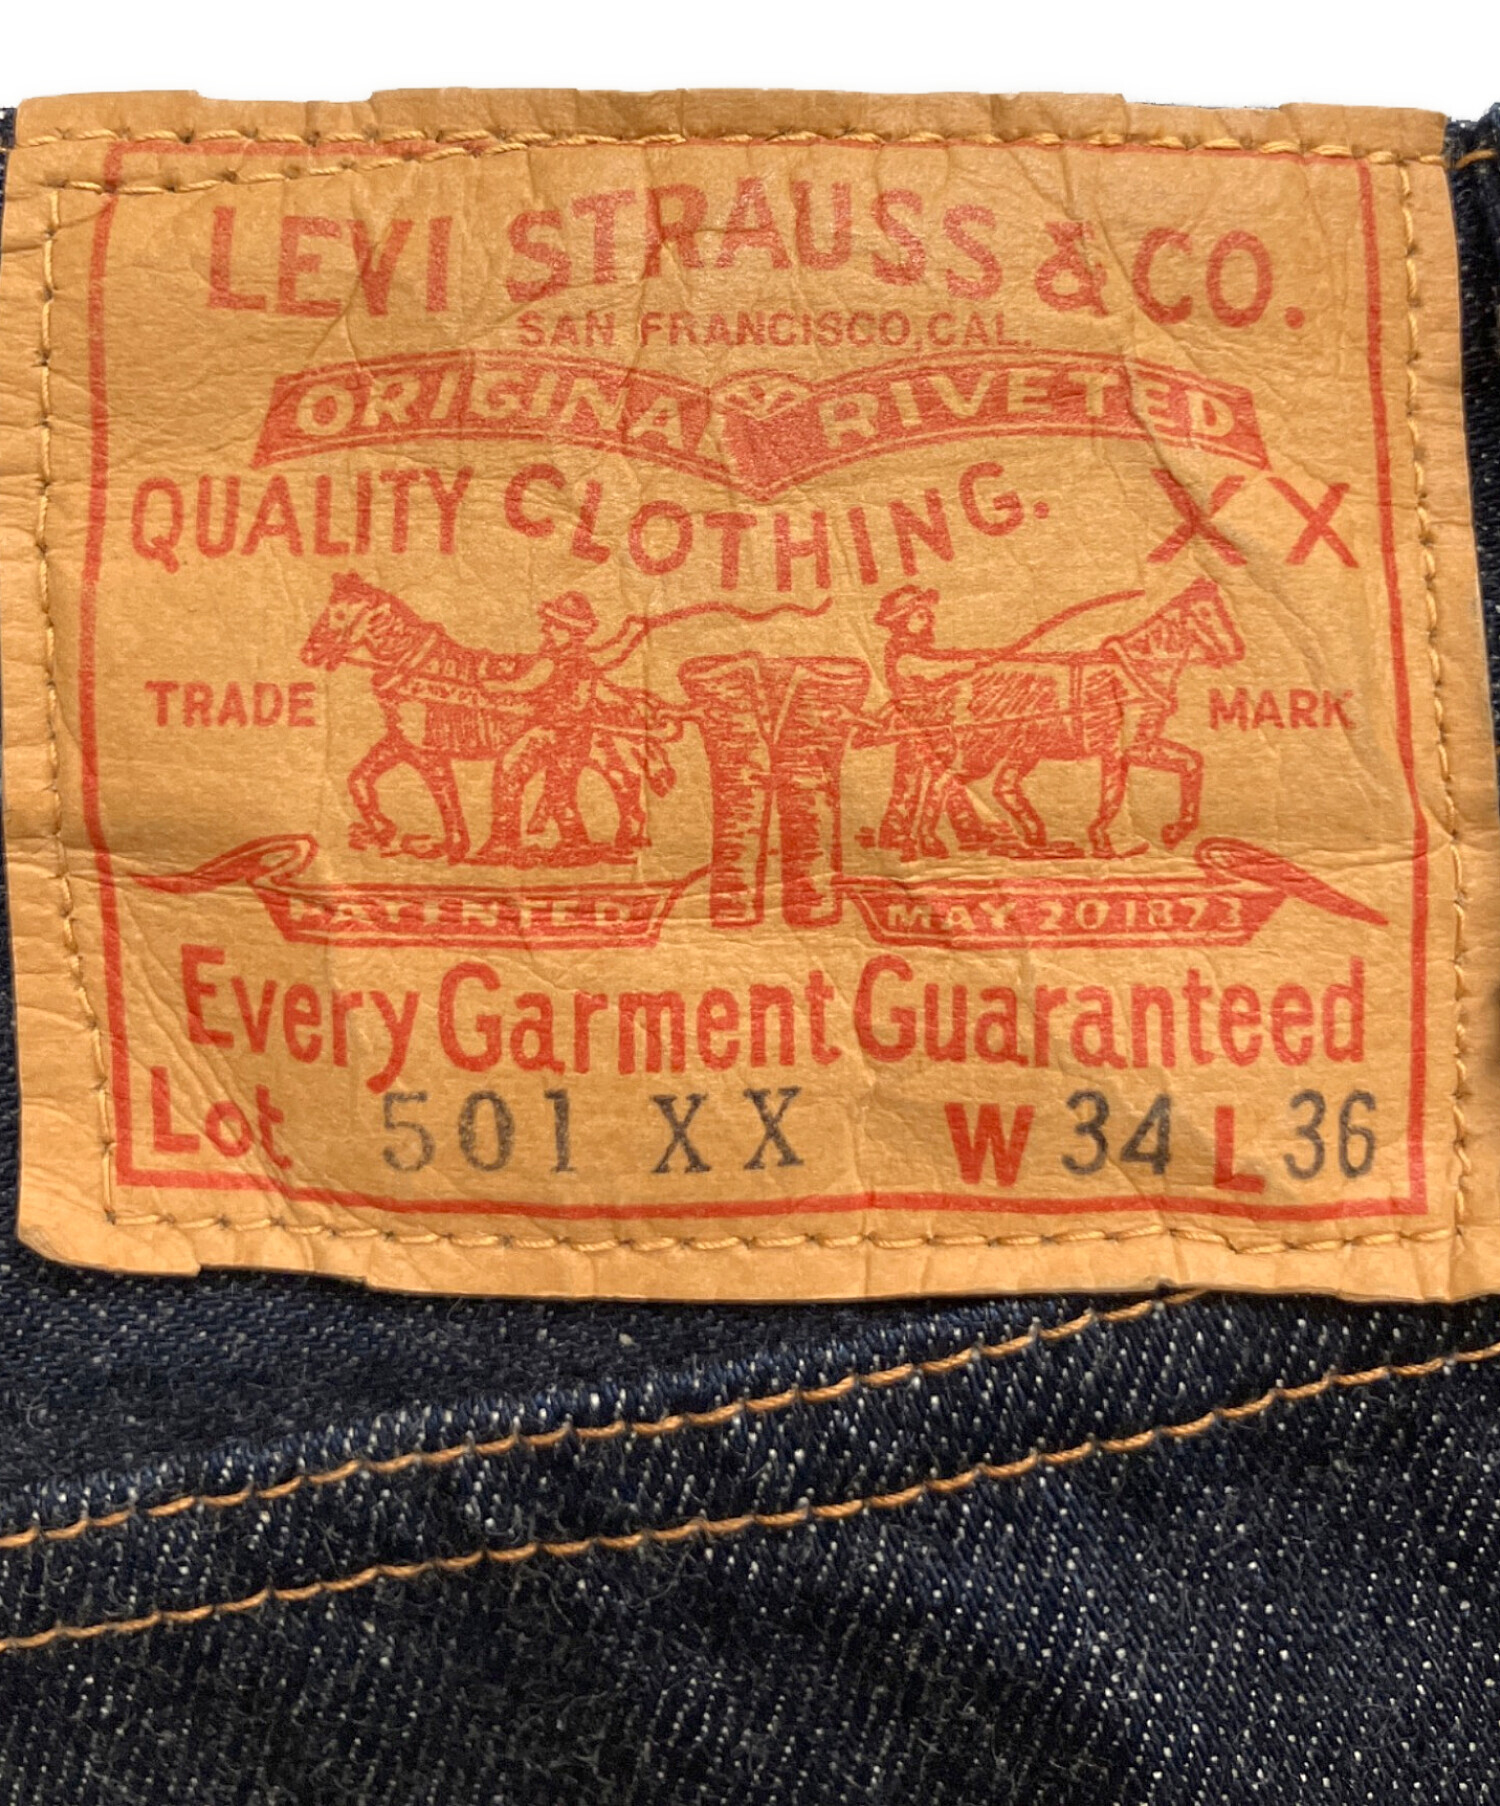 LEVI STRAUSS & CO.
SAN FRANCISCO, CAL.
ORIGINAL RIVETED
QUALITY CLOTHING. XX
TRADE MARK
PATENTED MAY 20 1873
Every Garment Guaranteed
Lot 501 XX W 34 L 36